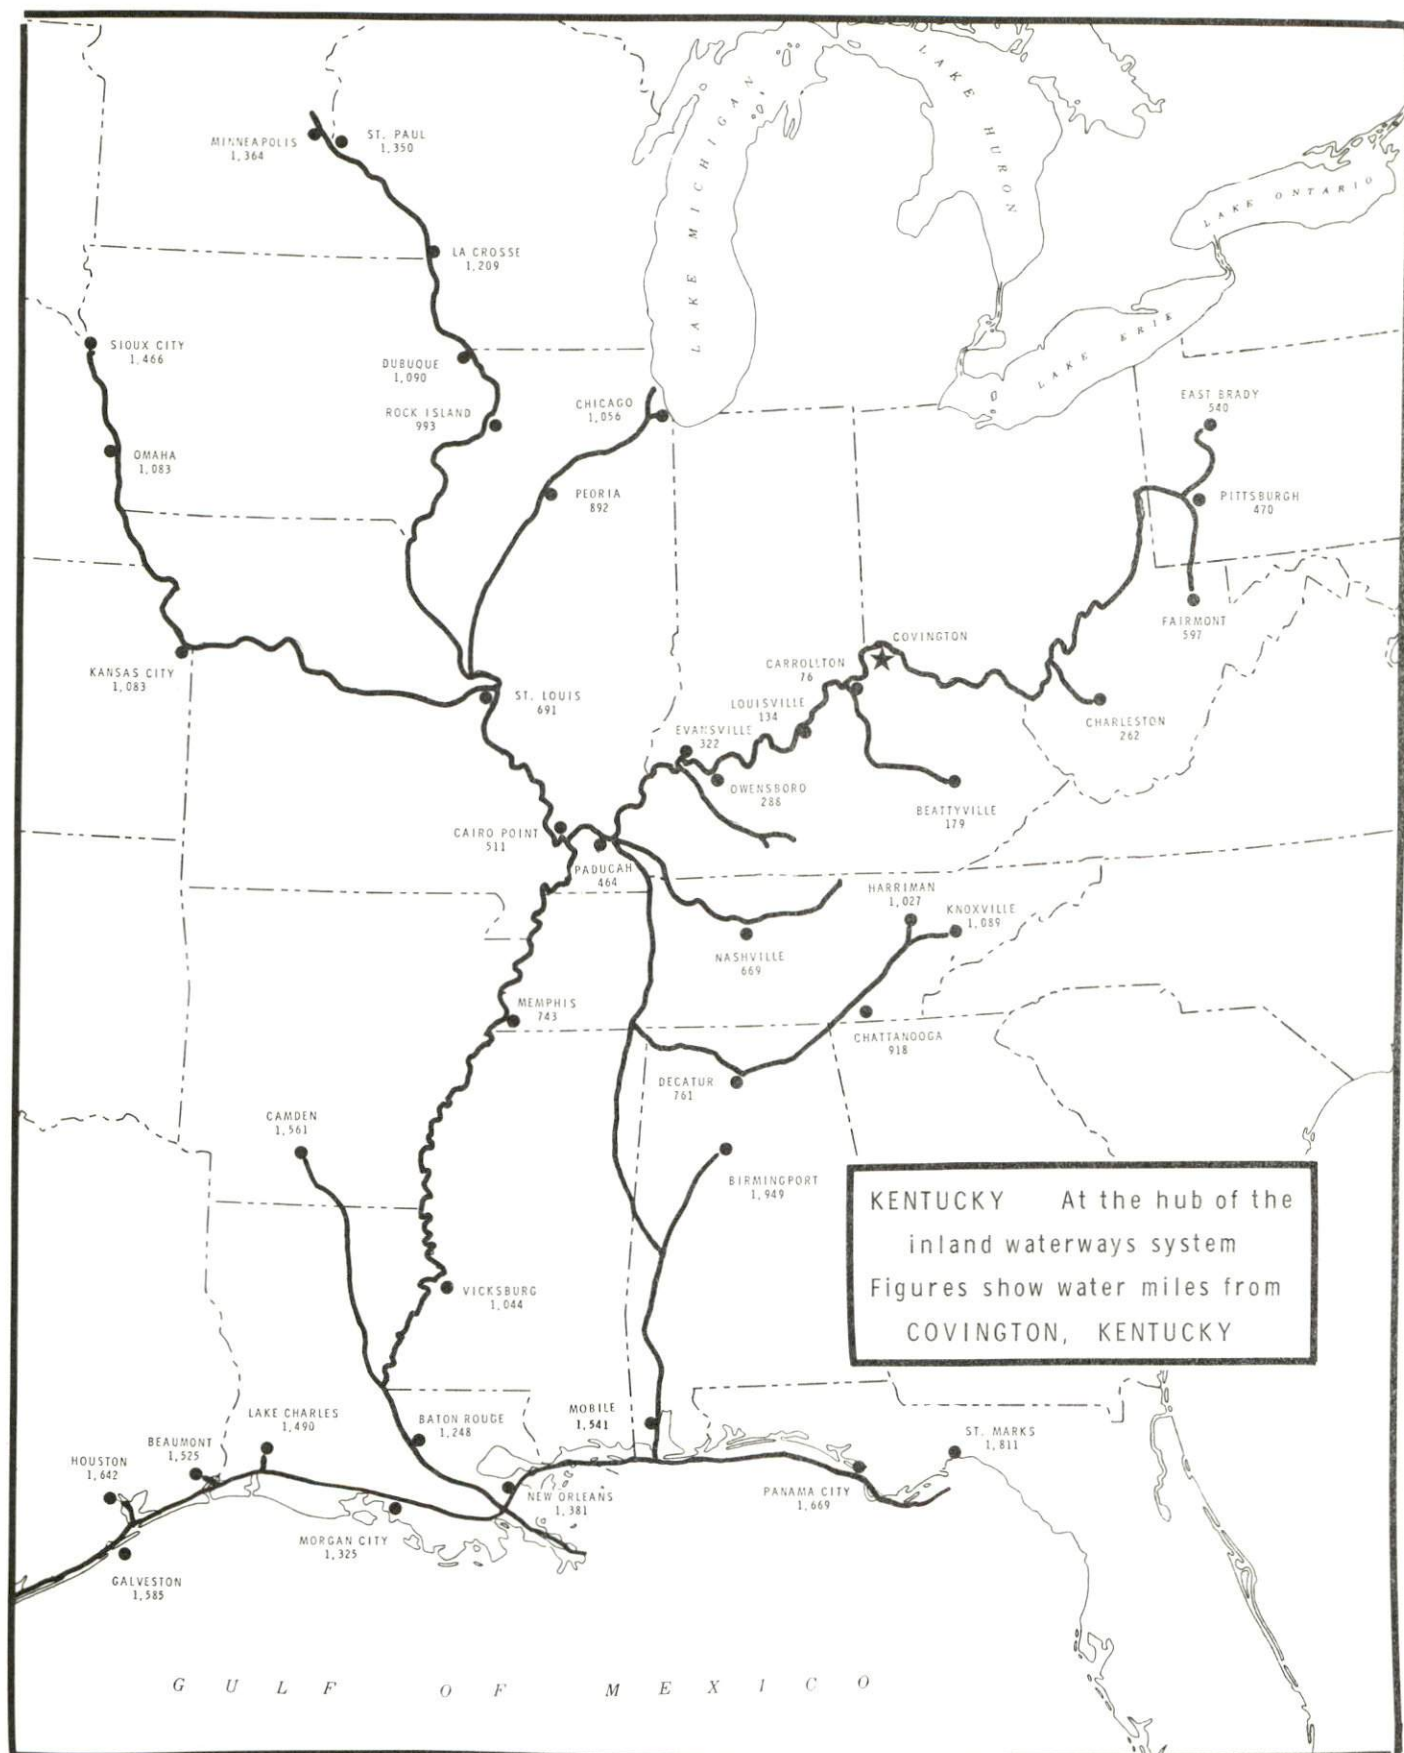 LAKE MICHIGAN
LAKE HURON
LAKE ONTARIO
LAKE ERIE
MINNEAPOLIS
1,364
ST. PAUL
1,350
LA CROSSE
1,209
SIOUX CITY
1,466
DUBUQUE
1,090
ROCK ISLAND
993
CHICAGO
1,056
EAST BRADY
540
OMAHA
1,083
PEORIA
892
PITTSBURGH
470
FAIRMONT
597
COVINGTON
KANSAS CITY
1,083
CARROLLTON
76
ST. LOUIS
691
LOUISVILLE
134
CHARLESTON
262
EVANSVILLE
322
OWENSBORO
288
BEATTYVILLE
179
CAIRO POINT
511
PADUCAH
464
HARRIMAN
1,027
KNOXVILLE
1,089
NASHVILLE
669
MEMPHIS
743
CHATTANOOGA
918
DECATUR
761
CAMDEN
1,561
BIRMINGPORT
1,949
KENTUCKY At the hub of the
inland waterways system
Figures show water miles from
COVINGTON, KENTUCKY
VICKSBURG
1,044
LAKE CHARLES
1,490
BATON ROUGE
1,248
MOBILE
1,541
ST. MARKS
1,811
BEAUMONT
1,525
HOUSTON
1,642
NEW ORLEANS
1,381
PANAMA CITY
1,669
MORGAN CITY
1,325
GALVESTON
1,585
GULF OF MEXICO